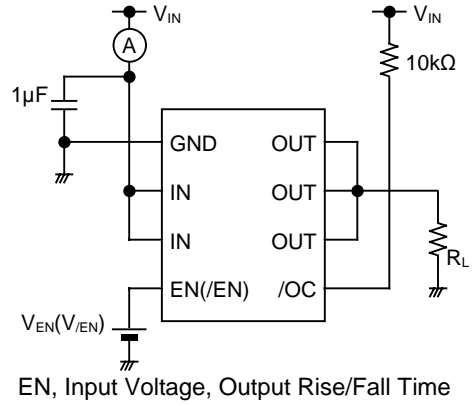 VIN VIN
A
10kΩ
1µF
GND OUT
IN OUT
IN OUT
EN(/EN) /OC
RL
VEN(V/EN)
EN, Input Voltage, Output Rise/Fall Time